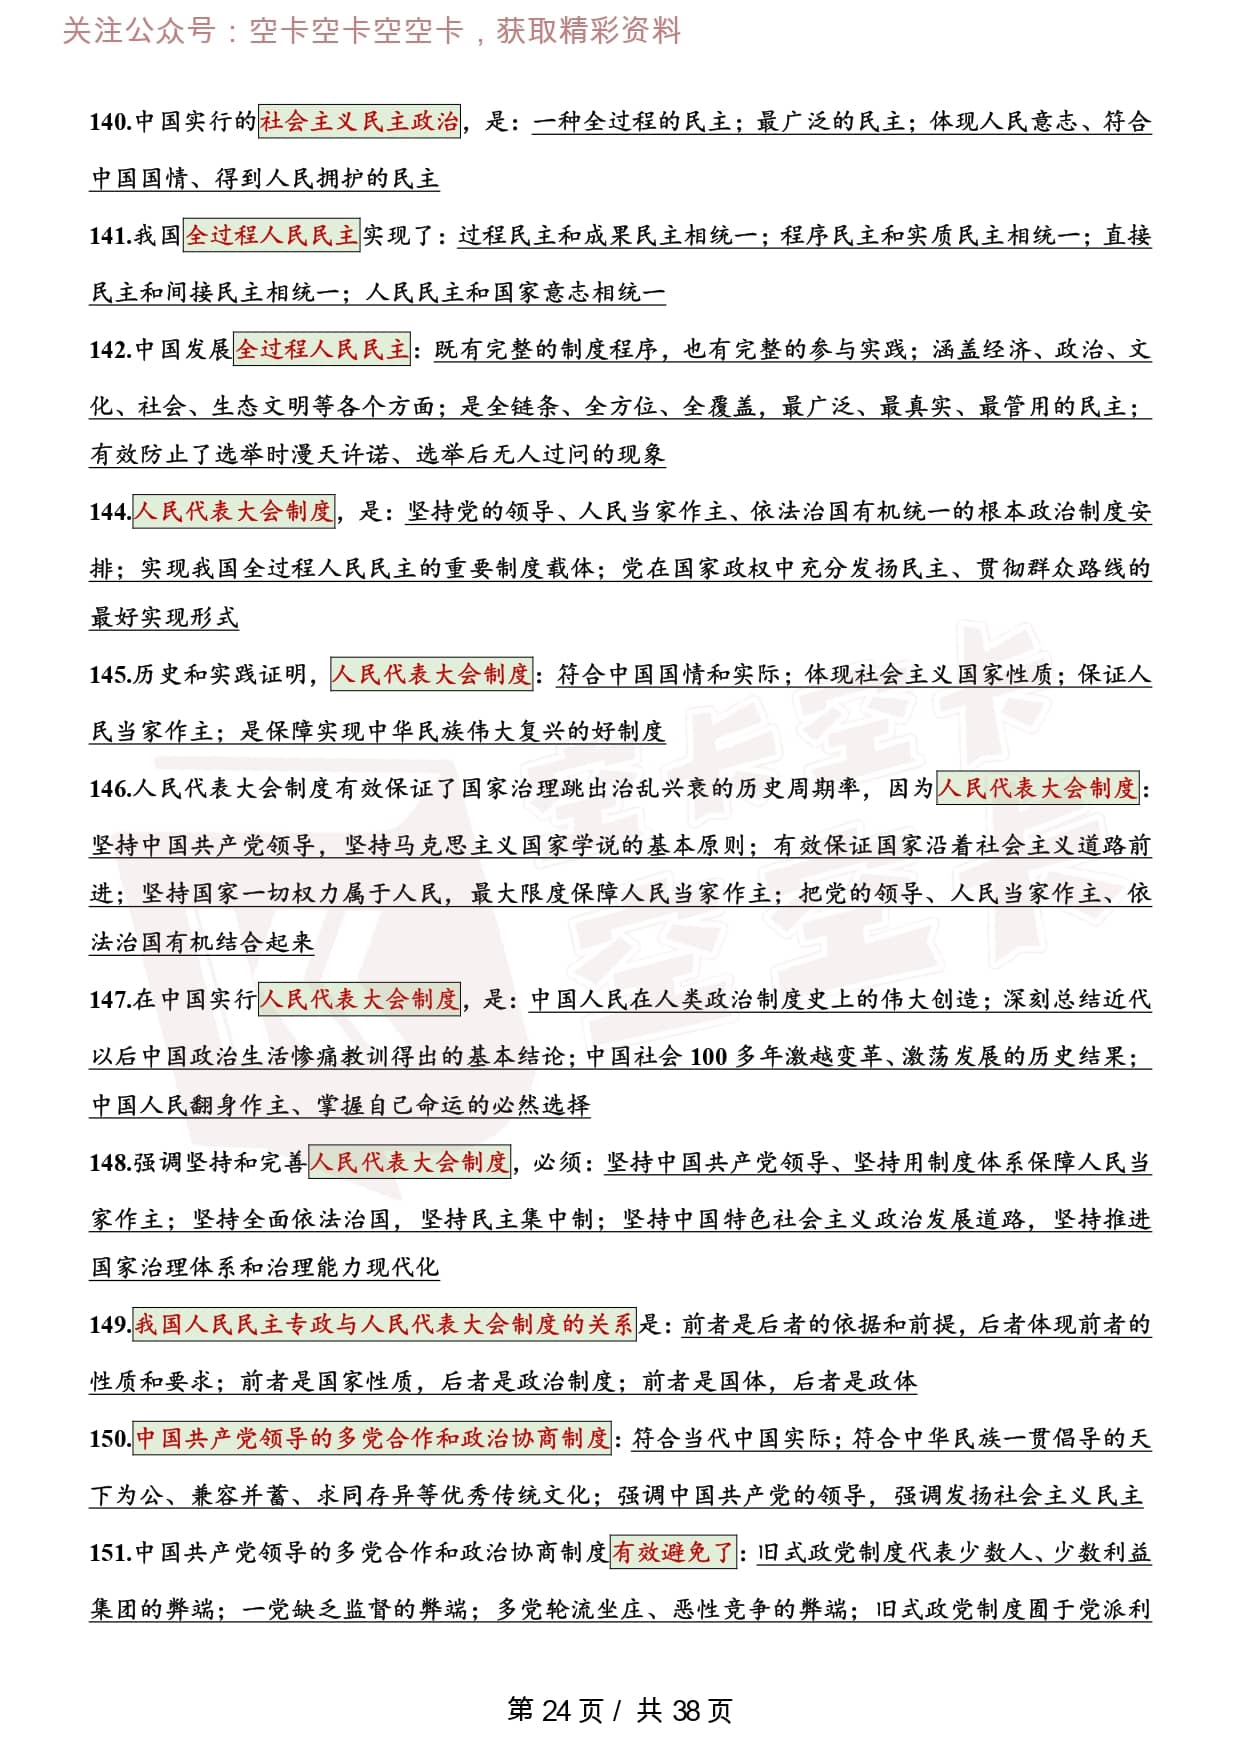 关注公众号：空卡空卡空空卡，获取精彩资料
140.中国实行的社会主义民主政治，是：一种全过程的民主；最广泛的民主；体现人民意志、符合
中国国情、得到人民拥护的民主
141.我国全过程人民民主实现了：过程民主和成果民主相统一；程序民主和实质民主相统一；直接
民主和间接民主相统一；人民民主和国家意志相统一
142.中国发展全过程人民民主：既有完整的制度程序，也有完整的参与实践；涵盖经济、政治、文
化、社会、生态文明等各个方面；是全链条、全方位、全覆盖，最广泛、最真实、最管用的民主；
有效防止了选举时漫天许诺、选举后无人过问的现象
144.人民代表大会制度，是：坚持党的领导、人民当家作主、依法治国有机统一的根本政治制度安
排；实现我国全过程人民民主的重要制度载体；党在国家政权中充分发扬民主、贯彻群众路线的
最好实现形式
145.历史和实践证明，人民代表大会制度：符合中国国情和实际；体现社会主义国家性质；保证人
民当家作主；是保障实现中华民族伟大复兴的好制度
146.人民代表大会制度有效保证了国家治理跳出治乱兴衰的历史周期率，因为人民代表大会制度：
坚持中国共产党领导，坚持马克思主义国家学说的基本原则；有效保证国家沿着社会主义道路前
进；坚持国家一切权力属于人民，最大限度保障人民当家作主；把党的领导、人民当家作主、依
法治国有机结合起来
147.在中国实行人民代表大会制度，是：中国人民在人类政治制度史上的伟大创造；深刻总结近代
以后中国政治生活惨痛教训得出的基本结论；中国社会 100 多年激越变革、激荡发展的历史结果；
中国人民翻身作主、掌握自己命运的必然选择
148.强调坚持和完善人民代表大会制度，必须：坚持中国共产党领导、坚持用制度体系保障人民当
家作主；坚持全面依法治国，坚持民主集中制；坚持中国特色社会主义政治发展道路，坚持推进
国家治理体系和治理能力现代化
149.我国人民民主专政与人民代表大会制度的关系是：前者是后者的依据和前提，后者体现前者的
性质和要求；前者是国家性质，后者是政治制度；前者是国体，后者是政体
150.中国共产党领导的多党合作和政治协商制度：符合当代中国实际；符合中华民族一贯倡导的天
下为公、兼容并蓄、求同存异等优秀传统文化；强调中国共产党的领导，强调发扬社会主义民主
151.中国共产党领导的多党合作和政治协商制度有效避免了：旧式政党制度代表少数人、少数利益
集团的弊端；一党缺乏监督的弊端；多党轮流坐庄、恶性竞争的弊端；旧式政党制度囿于党派利
空卡空卡
空空卡
第 24 页 / 共 38 页